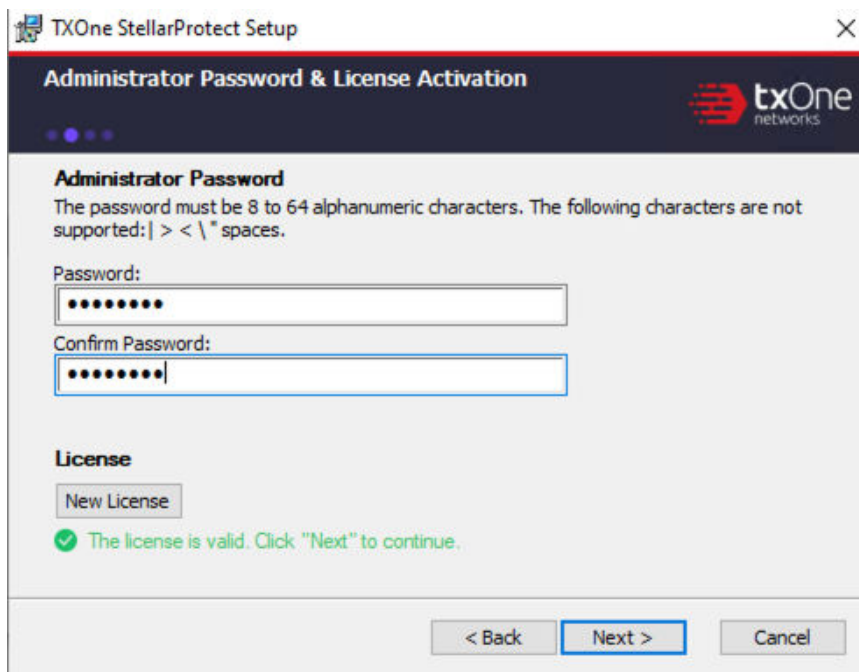 TXOne StellarProtect Setup
Administrator Password & License Activation
txOne
networks
Administrator Password
The password must be 8 to 64 alphanumeric characters. The following characters are not
supported:| > < \ " spaces.
Password:
••••••••
Confirm Password:
••••••••
License
New License
The license is valid. Click "Next" to continue.
< Back
Next >
Cancel